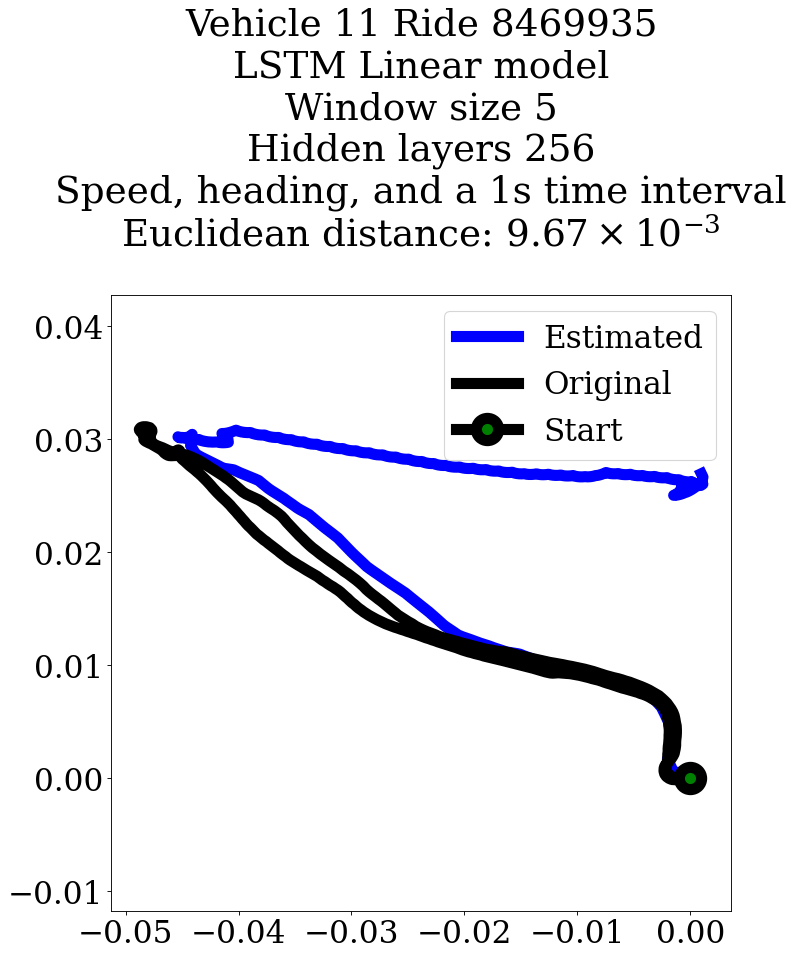 Vehicle 11 Ride 8469935
LSTM Linear model
Window size 5
Hidden layers 256
Speed, heading, and a 1s time interval
Euclidean distance: 9.67 × 10⁻³
Estimated
Original
Start
0.04
0.03
0.02
0.01
0.00
−0.01
−0.05 −0.04 −0.03 −0.02 −0.01 0.00